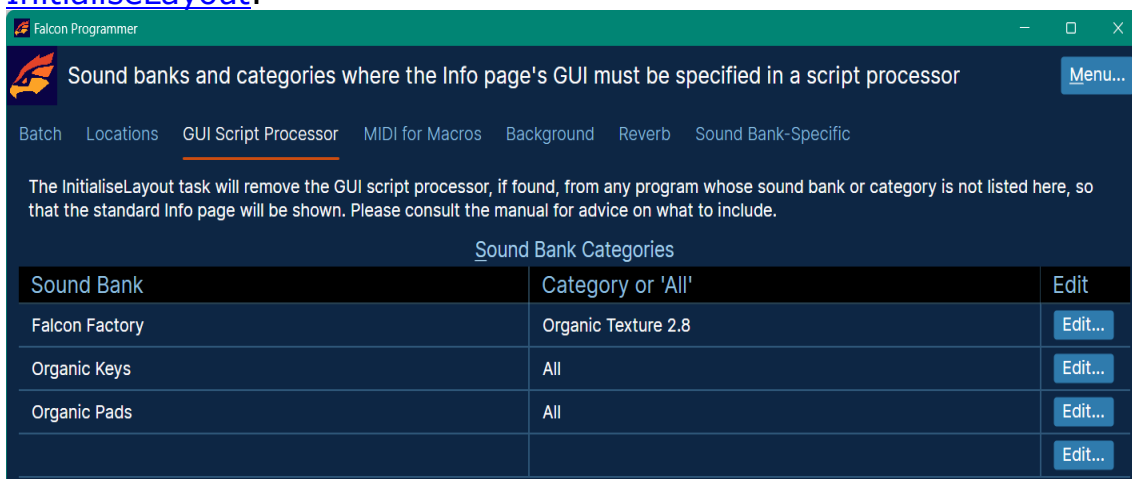 InitialiseLayout.
Falcon Programmer
Sound banks and categories where the Info page's GUI must be specified in a script processor
Menu...
Batch Locations GUI Script Processor MIDI for Macros Background Reverb Sound Bank-Specific
The InitialiseLayout task will remove the GUI script processor, if found, from any program whose sound bank or category is not listed here, so
that the standard Info page will be shown. Please consult the manual for advice on what to include.
Sound Bank Categories
Sound Bank Category or 'All' Edit
Falcon Factory Organic Texture 2.8 Edit...
Organic Keys All Edit...
Organic Pads All Edit...
Edit...